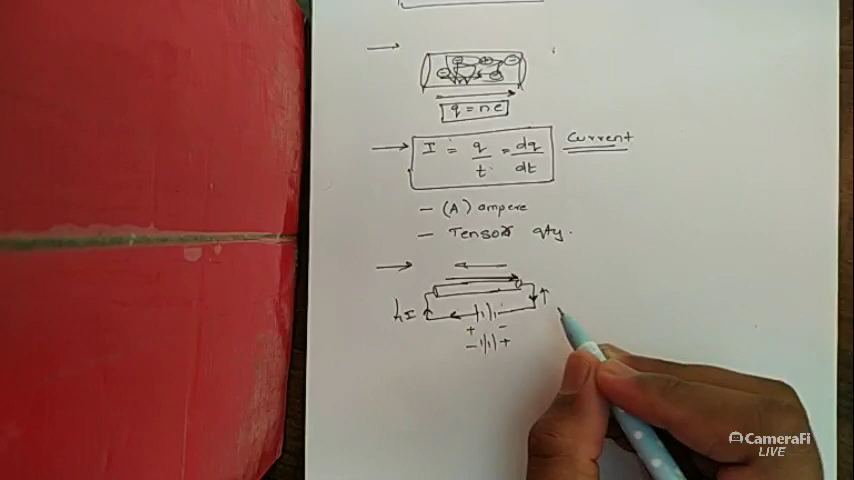 q = ne
I = q/t = dq/dt Current
- (A) ampere
- Tensor qty.
I
+ -
- +
CameraFi
LIVE